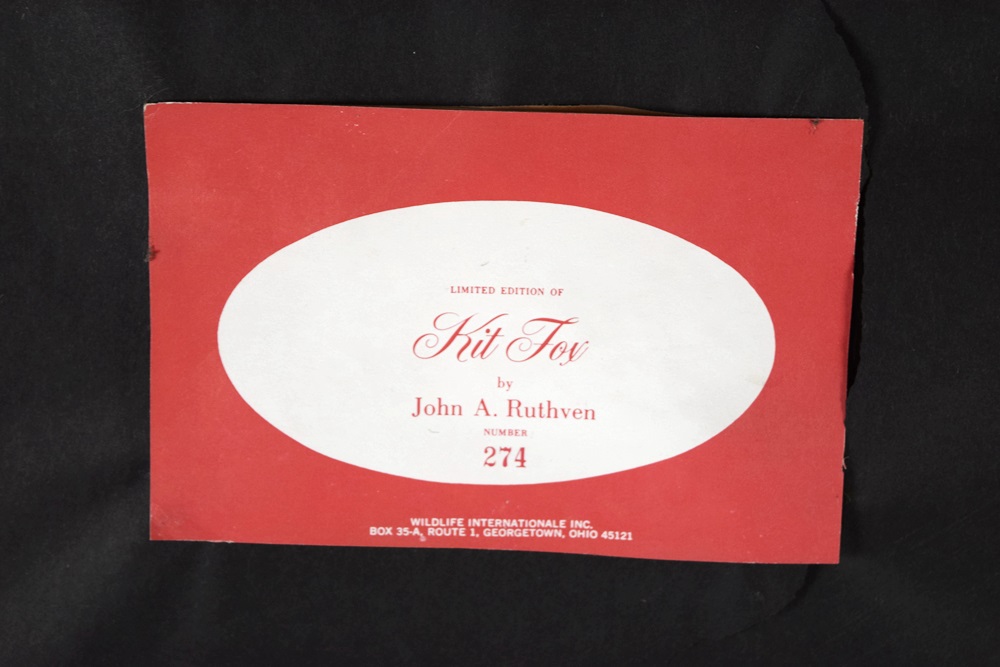 LIMITED EDITION OF
Kit Fox
by
John A. Ruthven
NUMBER
274
WILDLIFE INTERNATIONALE INC.
BOX 35-A, ROUTE 1, GEORGETOWN, OHIO 45121